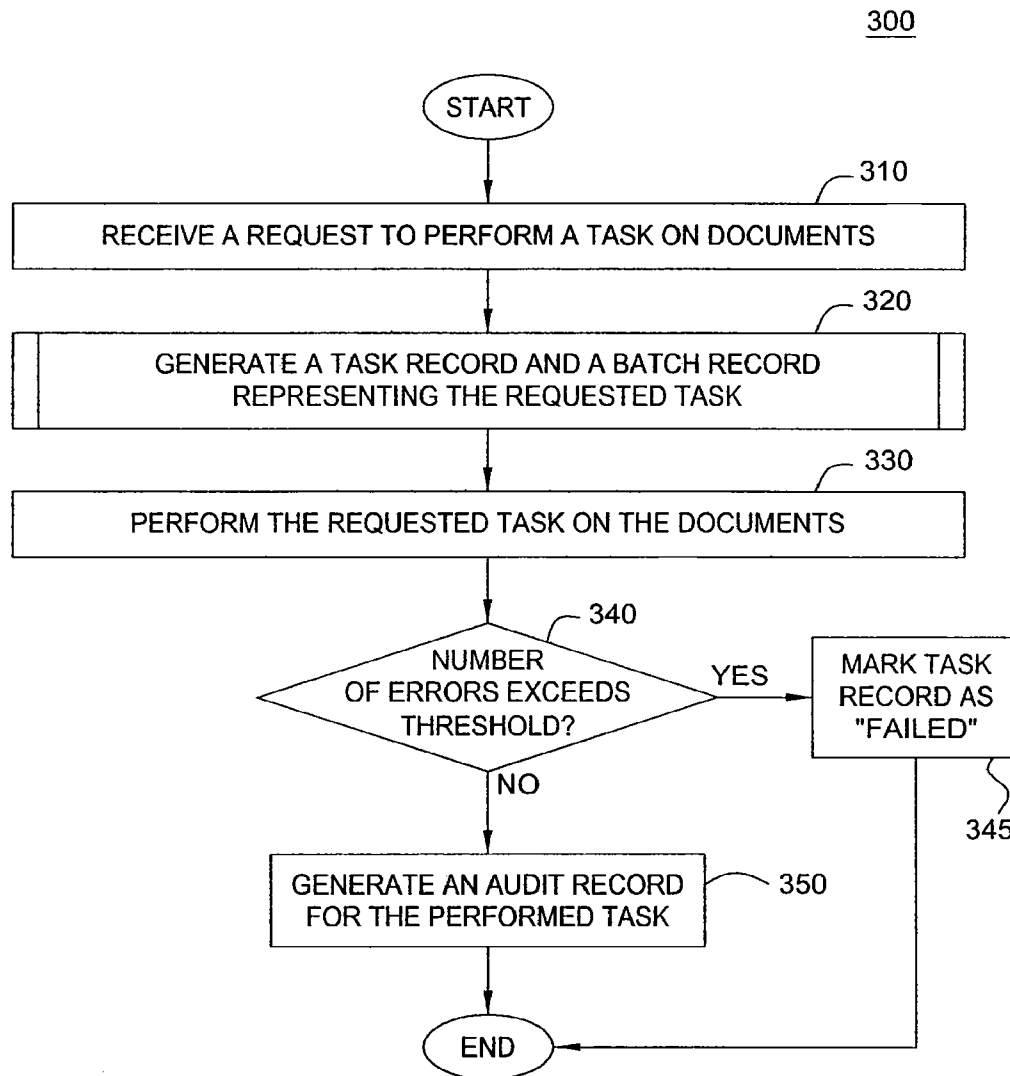 300
START
310
RECEIVE A REQUEST TO PERFORM A TASK ON DOCUMENTS
320
GENERATE A TASK RECORD AND A BATCH RECORD
REPRESENTING THE REQUESTED TASK
330
PERFORM THE REQUESTED TASK ON THE DOCUMENTS
340
NUMBER
OF ERRORS EXCEEDS
THRESHOLD?
YES
MARK TASK
RECORD AS
"FAILED"
345
NO
GENERATE AN AUDIT RECORD
FOR THE PERFORMED TASK
350
END